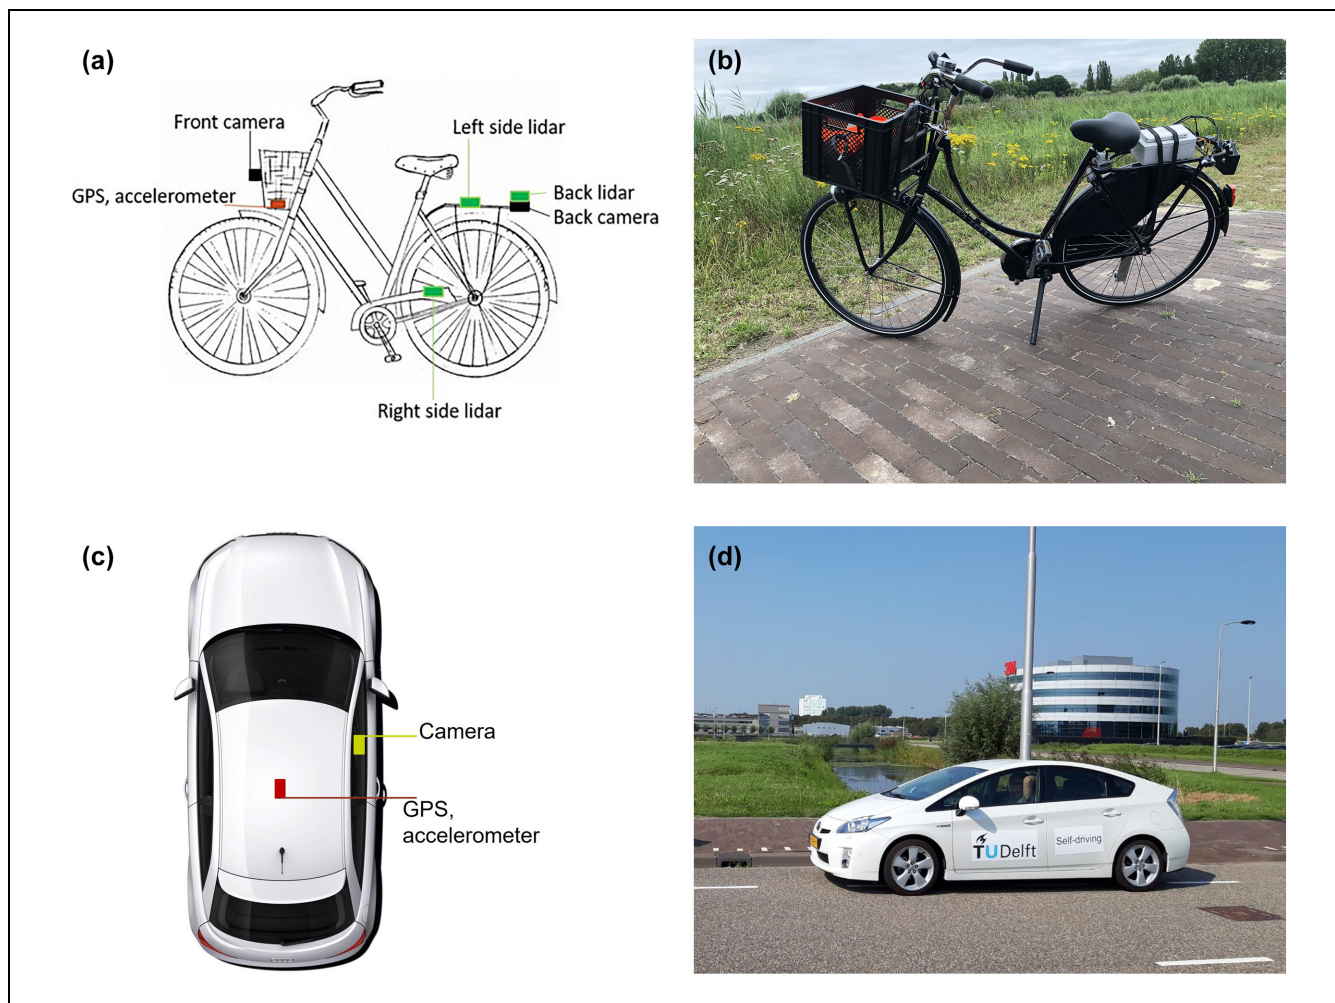 (a)
Front camera
Left side lidar
GPS, accelerometer
Back lidar
Back camera
Right side lidar
(b)
(c)
Camera
GPS,
accelerometer
(d)
3M
TUDelft
Self-driving